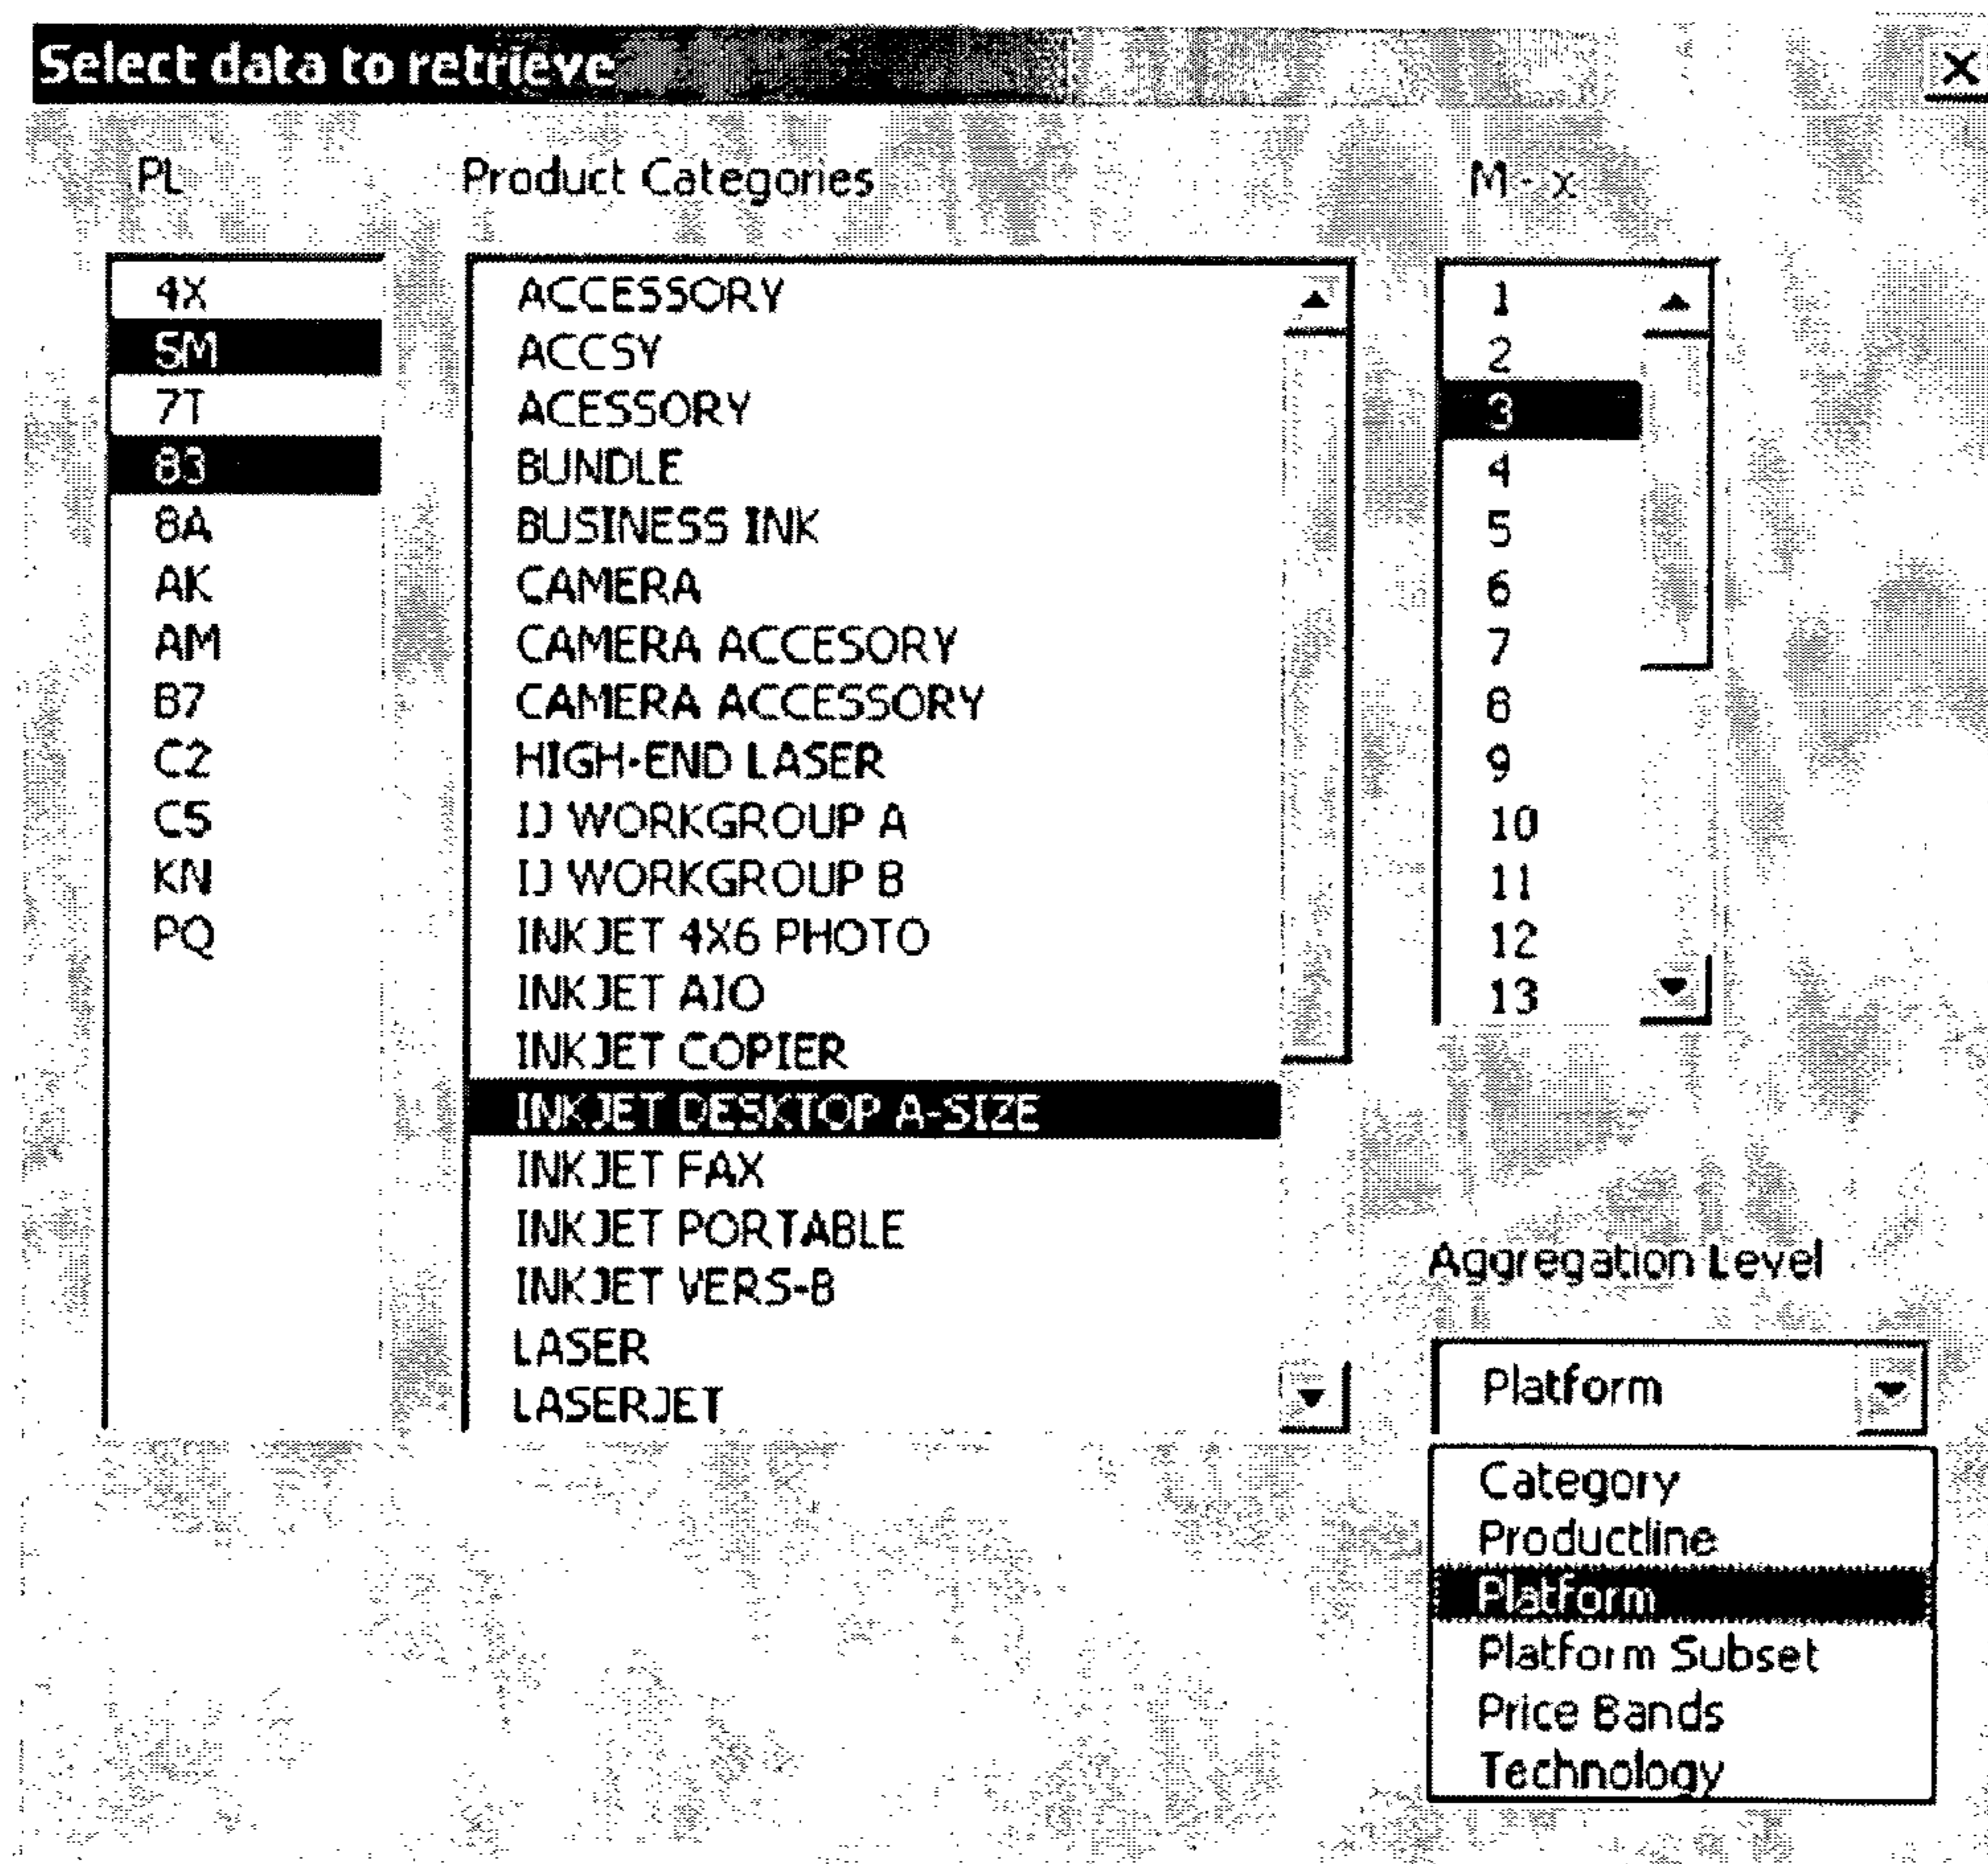 Select data to retrieve
PL
Product Categories
M - x
4X
5M
7T
83
8A
AK
AM
B7
C2
C5
KN
PQ
ACCESSORY
ACCSY
ACESSORY
BUNDLE
BUSINESS INK
CAMERA
CAMERA ACCESORY
CAMERA ACCESSORY
HIGH-END LASER
IJ WORKGROUP A
IJ WORKGROUP B
INKJET 4X6 PHOTO
INKJET AIO
INKJET COPIER
INKJET DESKTOP A-SIZE
INKJET FAX
INKJET PORTABLE
INKJET VERS-B
LASER
LASERJET
1
2
3
4
5
6
7
8
9
10
11
12
13
Aggregation Level
Platform
Category
Productline
Platform
Platform Subset
Price Bands
Technology